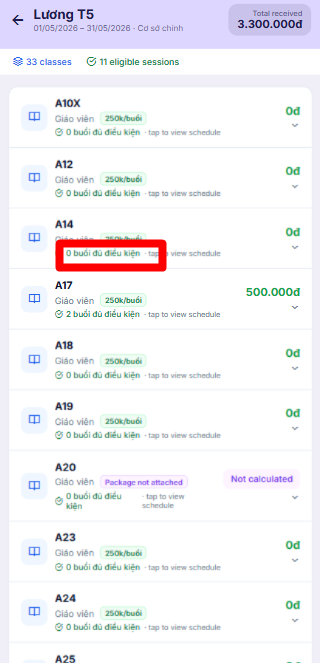 Lương T5
01/05/2026 – 31/05/2026 · Cơ sở chính
Total received
3.300.000đ
33 classes
11 eligible sessions
A10X
Giáo viên 250k/buổi
0 buổi đủ điều kiện · tap to view schedule
0đ
A12
Giáo viên 250k/buổi
0 buổi đủ điều kiện · tap to view schedule
0đ
A14
Giáo viên 250k/buổi
0 buổi đủ điều kiện · tap to view schedule
0đ
A17
Giáo viên 250k/buổi
2 buổi đủ điều kiện · tap to view schedule
500.000đ
A18
Giáo viên 250k/buổi
0 buổi đủ điều kiện · tap to view schedule
0đ
A19
Giáo viên 250k/buổi
0 buổi đủ điều kiện · tap to view schedule
0đ
A20
Giáo viên Package not attached
0 buổi đủ điều kiện · tap to view schedule
Not calculated
A23
Giáo viên 250k/buổi
0 buổi đủ điều kiện · tap to view schedule
0đ
A24
Giáo viên 250k/buổi
0 buổi đủ điều kiện · tap to view schedule
0đ
A25